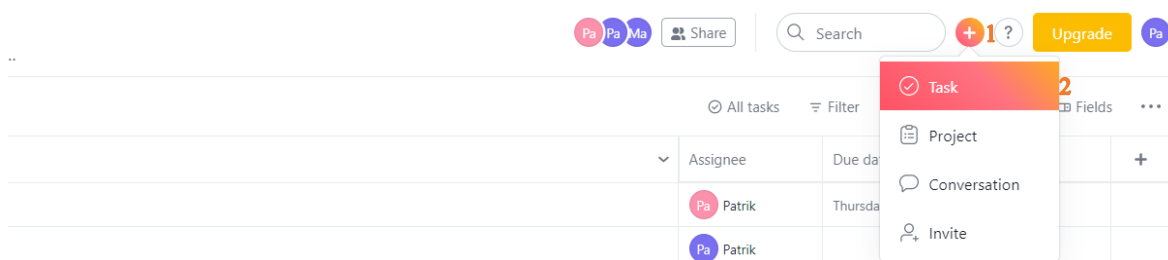 Pa Pa Ma Share Search + 1 ? Upgrade Pa
..
Task 2
All tasks Filter Fields ...
Project
Assignee Due da +
Conversation
Pa Patrik Thursda
Invite
Pa Patrik